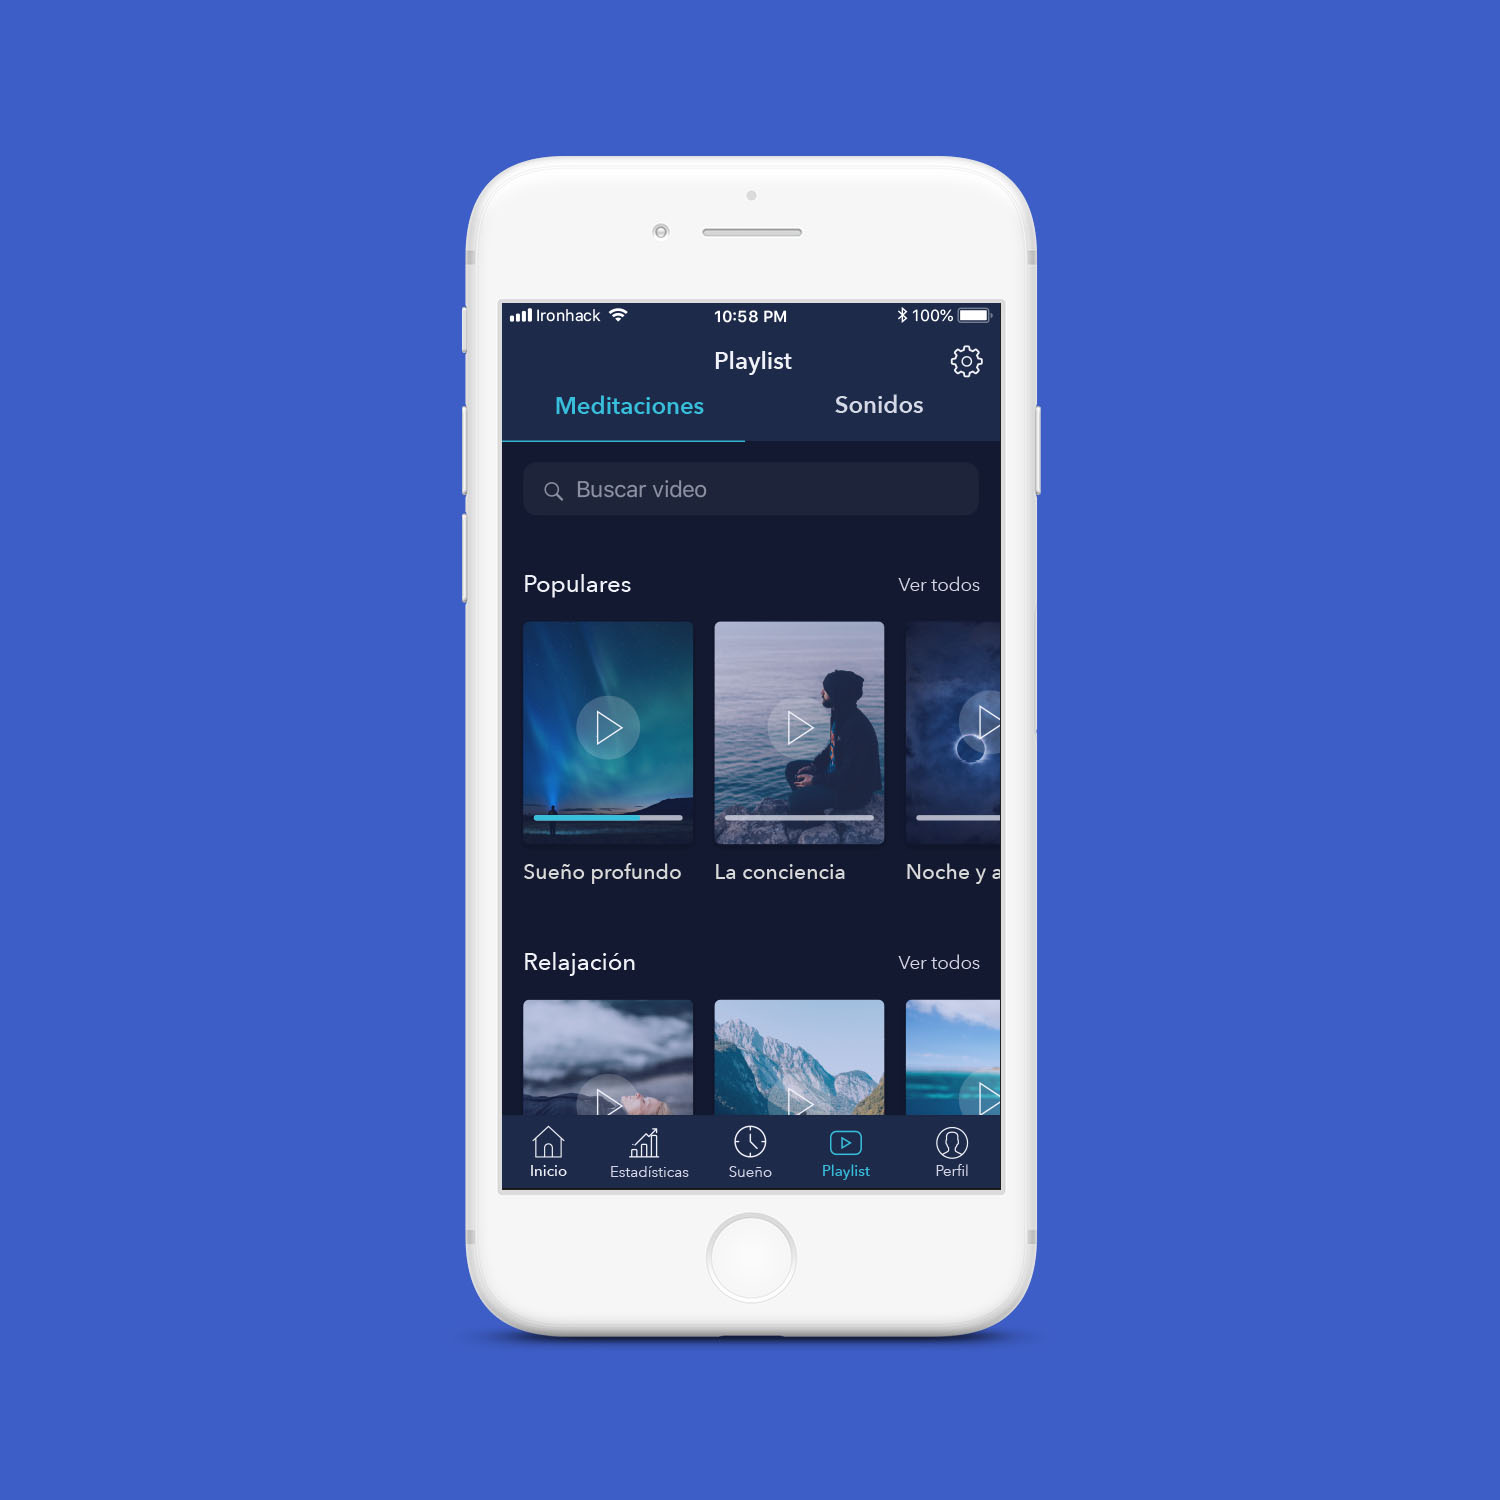 Ironhack 10:58 PM 100%
Playlist
Meditaciones Sonidos
Buscar video
Populares Ver todos
Sueño profundo La conciencia Noche y a
Relajación Ver todos
Inicio Estadísticas Sueño Playlist Perfil